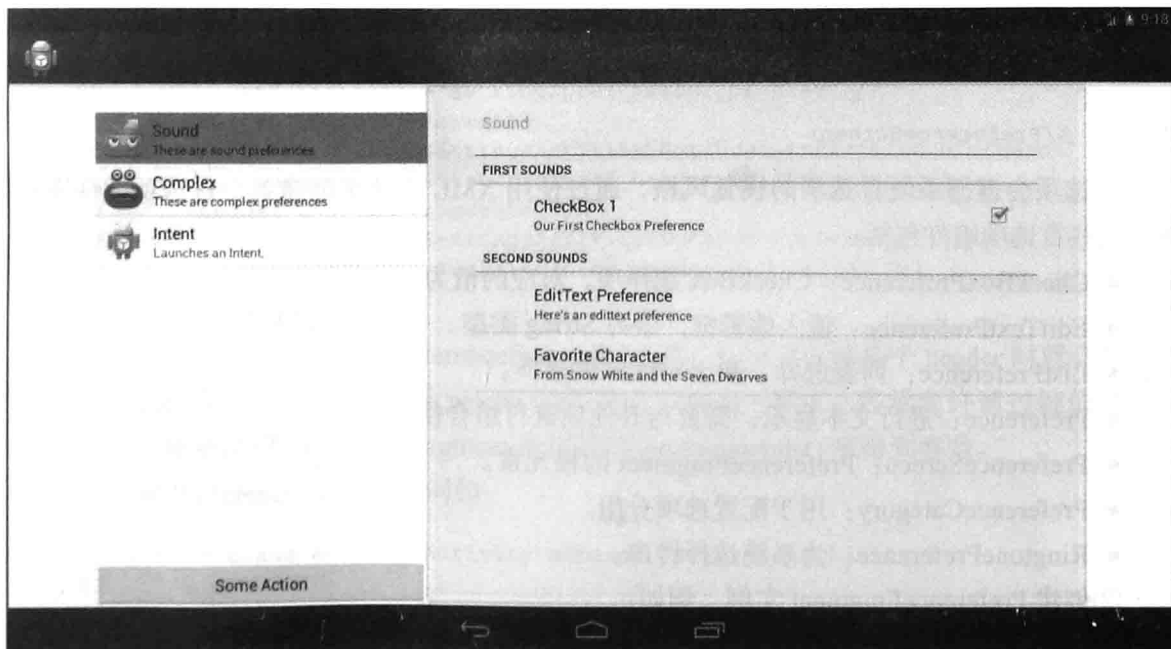 9:18
Sound
These are sound preferences
Complex
These are complex preferences
Intent
Launches an Intent.
Some Action
Sound
FIRST SOUNDS
CheckBox 1
Our First Checkbox Preference
SECOND SOUNDS
EditText Preference
Here's an edittext preference
Favorite Character
From Snow White and the Seven Dwarves